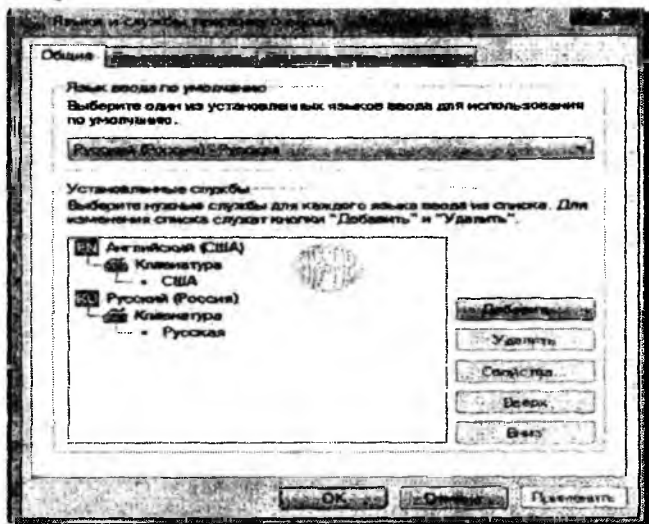 Языки и службы текстового ввода
Общие
Язык ввода по умолчанию
Выберите один из установленных языков ввода для использования
по умолчанию.
Русский (Россия) - Русская
Установленные службы
Выберите нужные службы для каждого языка ввода из списка. Для
изменения списка служат кнопки "Добавить" и "Удалить".
EN Английский (США)
Клавиатура
США
RU Русский (Россия)
Клавиатура
Русская
Добавить...
Удалить
Свойства...
Вверх
Вниз
OK
Отмена
Применить